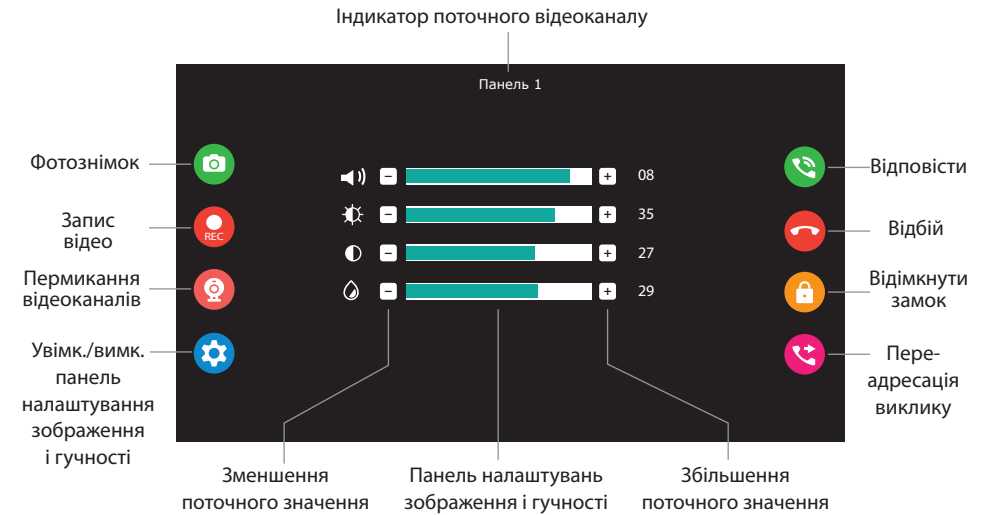 Індикатор поточного відеоканалу
Панель 1
Фотознімок
Запис
відео
REC
Пермикання
відеоканалів
Увімк./вимк.
панель
налаштування
зображення
і гучності
08
35
27
29
Відповісти
Відбій
Відімкнути
замок
Пере-
адресація
виклику
Зменшення
поточного значення
Панель налаштувань
зображення і гучності
Збільшення
поточного значення